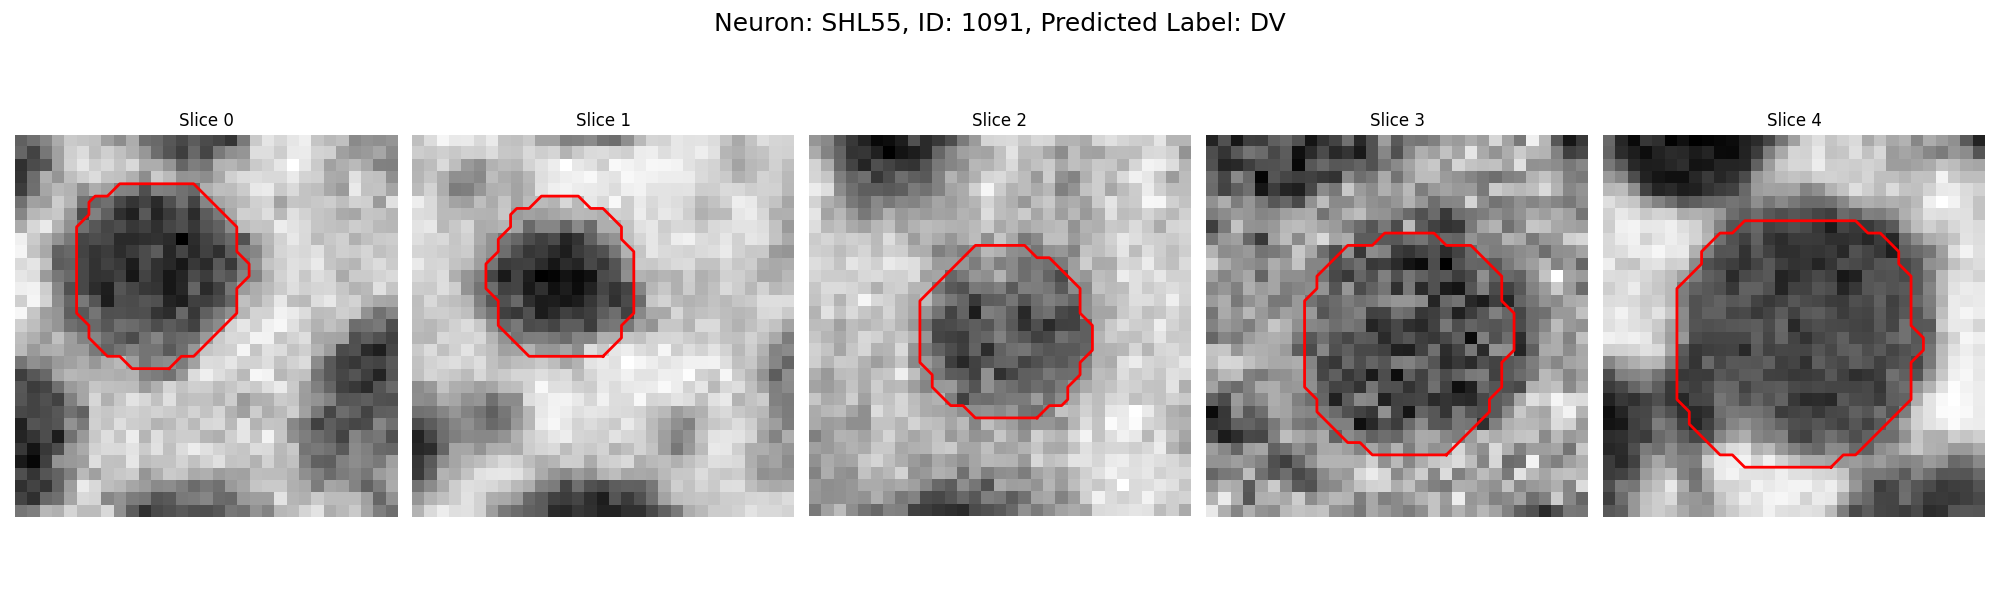 Neuron: SHL55, ID: 1091, Predicted Label: DV
Slice 0
Slice 1
Slice 2
Slice 3
Slice 4